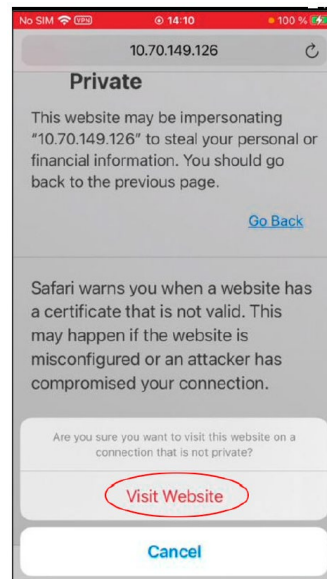 No SIM VPN 14:10 100 %
10.70.149.126
Private
This website may be impersonating
"10.70.149.126" to steal your personal or
financial information. You should go
back to the previous page.
Go Back
Safari warns you when a website has
a certificate that is not valid. This
may happen if the website is
misconfigured or an attacker has
compromised your connection.
Are you sure you want to visit this website on a
connection that is not private?
Visit Website
Cancel